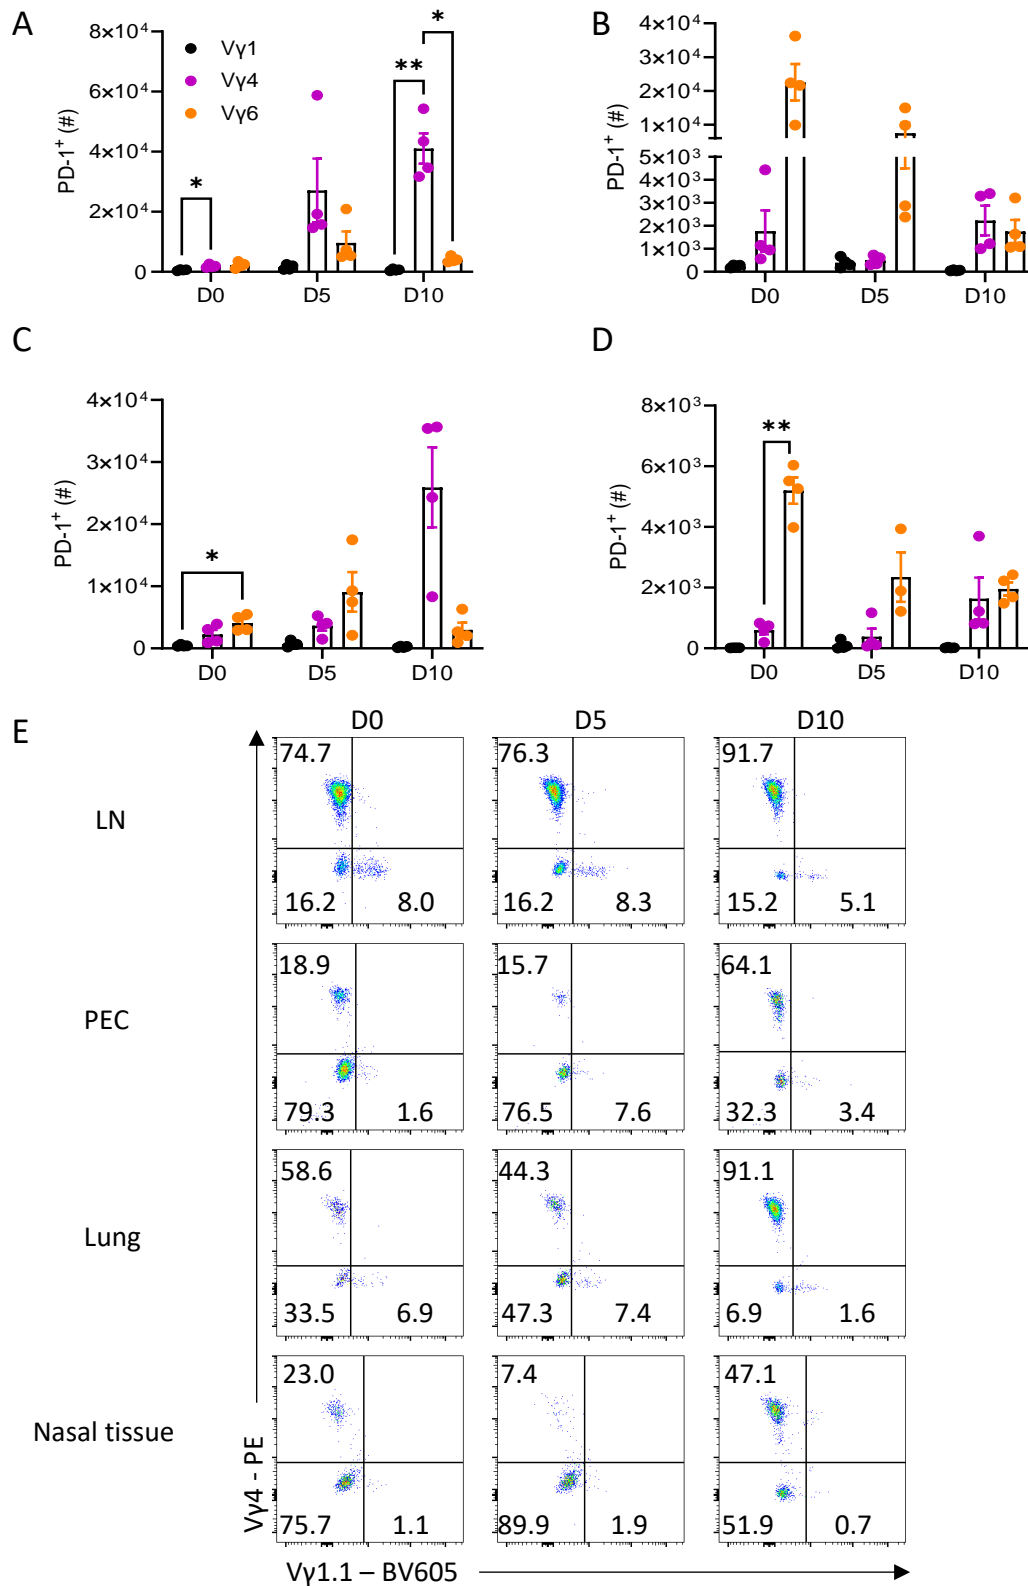 A
8×10⁴
6×10⁴
4×10⁴
2×10⁴
0
PD-1⁺ (#)
Vγ1
Vγ4
Vγ6
*
**
*
D0
D5
D10
B
4×10⁴
3×10⁴
2×10⁴
1×10⁴
5×10³
4×10³
3×10³
2×10³
1×10³
0
PD-1⁺ (#)
D0
D5
D10
C
4×10⁴
3×10⁴
2×10⁴
1×10⁴
0
PD-1⁺ (#)
*
D0
D5
D10
D
8×10³
6×10³
4×10³
2×10³
0
PD-1⁺ (#)
**
D0
D5
D10
E
D0 D5 D10
LN
74.7 76.3 91.7
16.2 8.0 16.2 8.3 15.2 5.1
PEC
18.9 15.7 64.1
79.3 1.6 76.5 7.6 32.3 3.4
Lung
58.6 44.3 91.1
33.5 6.9 47.3 7.4 6.9 1.6
Nasal tissue
23.0 7.4 47.1
75.7 1.1 89.9 1.9 51.9 0.7
Vγ4 - PE
Vγ1.1 – BV605